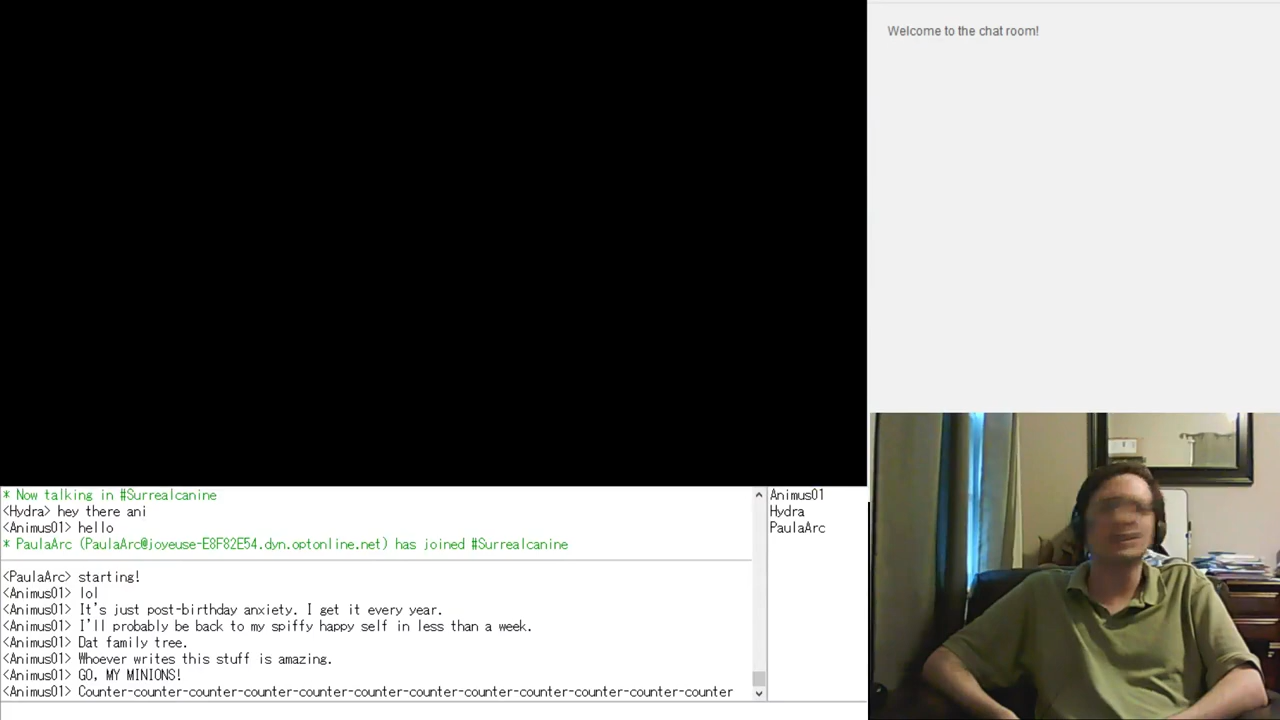 Welcome to the chat room!
* Now talking in #Surrealcanine
<Hydra> hey there ani
<Animus01> hello
* PaulaArc (PaulaArc@joyeuse-E8F82E54.dyn.optonline.net) has joined #Surrealcanine
<PaulaArc> starting!
<Animus01> lol
<Animus01> It's just post-birthday anxiety. I get it every year.
<Animus01> I'll probably be back to my spiffy happy self in less than a week.
<Animus01> Dat family tree.
<Animus01> Whoever writes this stuff is amazing.
<Animus01> GO, MY MINIONS!
<Animus01> Counter-counter-counter-counter-counter-counter-counter-counter-counter-counter-counter-counter
Animus01
Hydra
PaulaArc